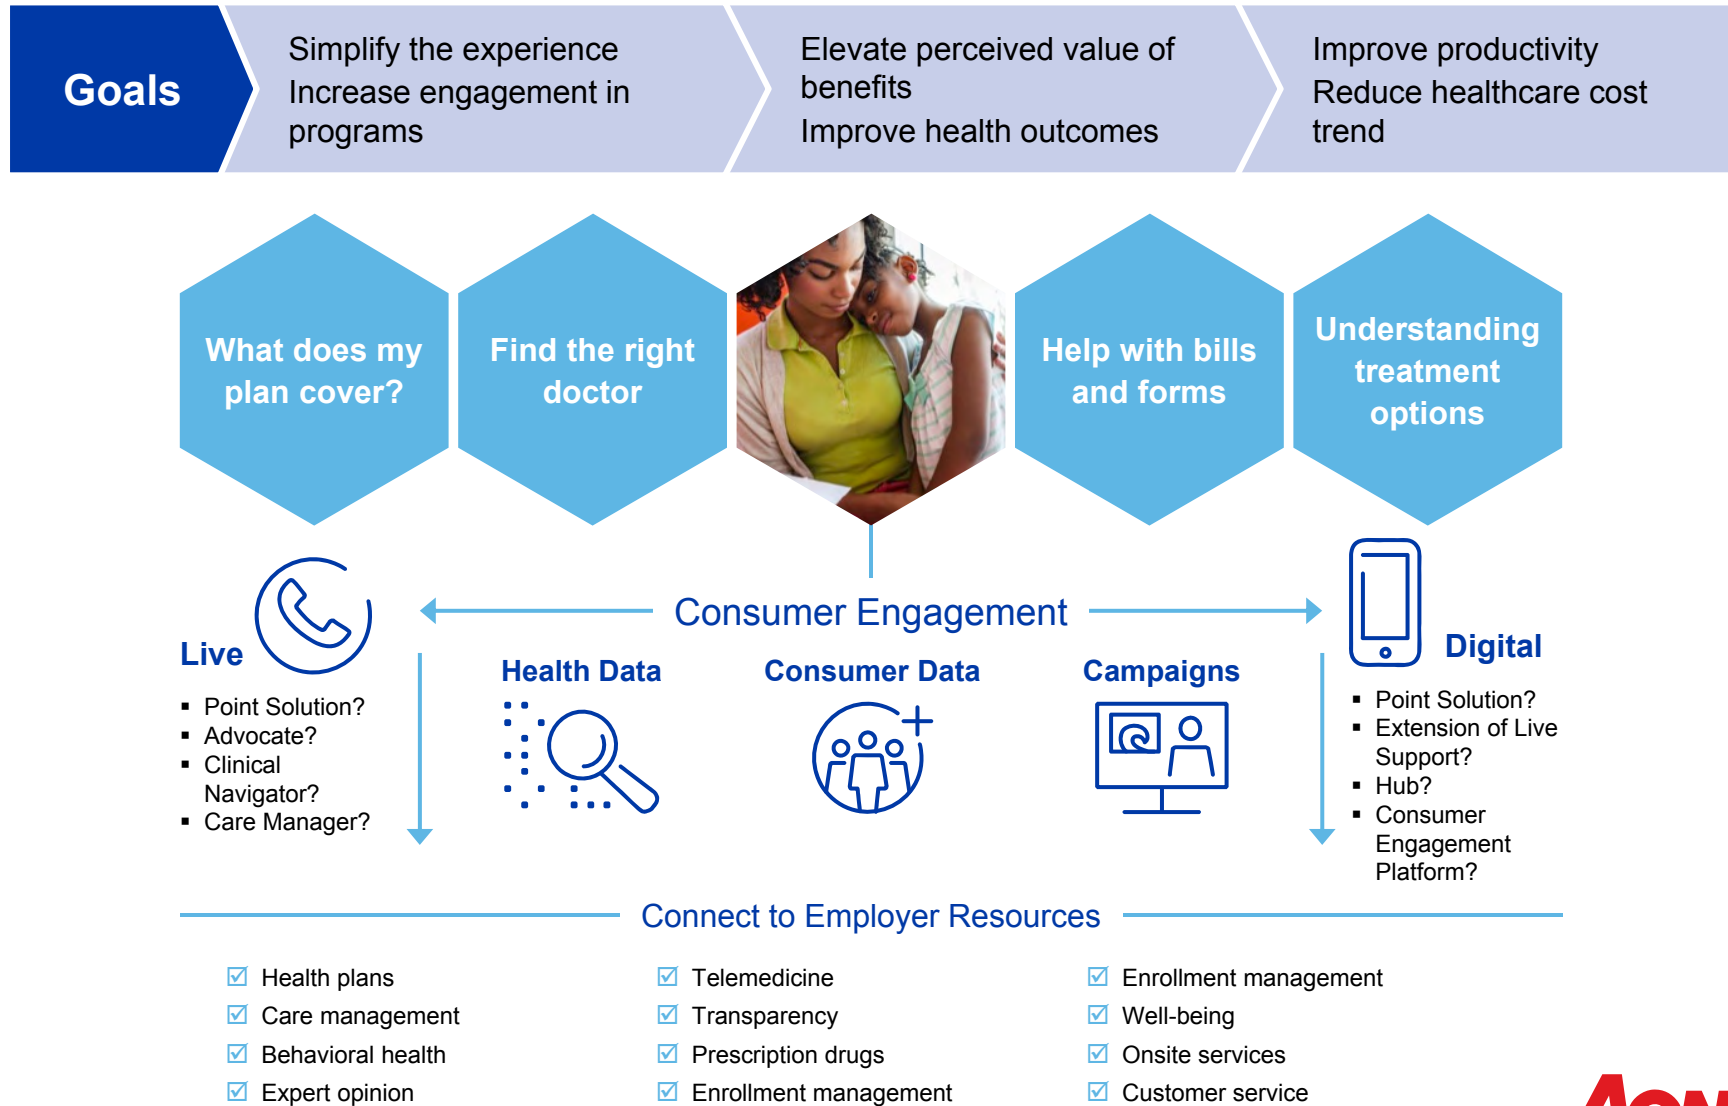 Goals
Simplify the experience
Increase engagement in
programs
Elevate perceived value of
benefits
Improve health outcomes
Improve productivity
Reduce healthcare cost
trend
What does my
plan cover?
Find the right
doctor
Help with bills
and forms
Understanding
treatment
options
Consumer Engagement
Live
Point Solution?
Advocate?
Clinical
Navigator?
Care Manager?
Health Data
Consumer Data
Campaigns
Digital
Point Solution?
Extension of Live
Support?
Hub?
Consumer
Engagement
Platform?
Connect to Employer Resources
Health plans
Care management
Behavioral health
Expert opinion
Telemedicine
Transparency
Prescription drugs
Enrollment management
Enrollment management
Well-being
Onsite services
Customer service
AON